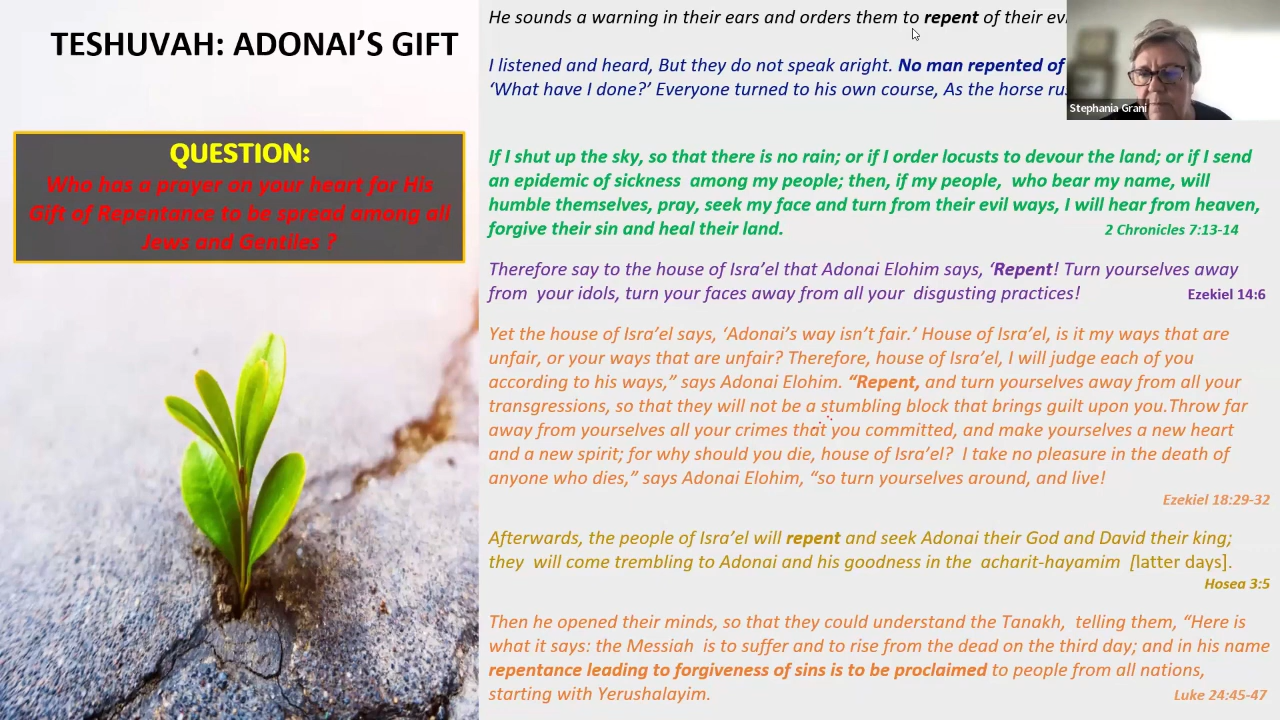 TESHUVAH: ADONAI'S GIFT
QUESTION:
Who has a prayer on your heart for His
Gift of Repentance to be spread among all
Jews and Gentiles ?
He sounds a warning in their ears and orders them to repent of their
I listened and heard, But they do not speak aright. No man repented of
‘What have I done?’ Everyone turned to his own course, As the horse
Stephania Grani
If I shut up the sky, so that there is no rain; or if I order locusts to devour the land; or if I send
an epidemic of sickness among my people; then, if my people, who bear my name, will
humble themselves, pray, seek my face and turn from their evil ways, I will hear from heaven,
forgive their sin and heal their land. 2 Chronicles 7:13-14
Therefore say to the house of Isra’el that Adonai Elohim says, ‘Repent! Turn yourselves away
from your idols, turn your faces away from all your disgusting practices! Ezekiel 14:6
Yet the house of Isra’el says, ‘Adonai’s way isn’t fair.’ House of Isra’el, is it my ways that are
unfair, or your ways that are unfair? Therefore, house of Isra’el, I will judge each of you
according to his ways,” says Adonai Elohim. “Repent, and turn yourselves away from all your
transgressions, so that they will not be a stumbling block that brings guilt upon you.Throw far
away from yourselves all your crimes that you committed, and make yourselves a new heart
and a new spirit; for why should you die, house of Isra’el? I take no pleasure in the death of
anyone who dies,” says Adonai Elohim, “so turn yourselves around, and live!
Ezekiel 18:29-32
Afterwards, the people of Isra’el will repent and seek Adonai their God and David their king;
they will come trembling to Adonai and his goodness in the acharit-hayamim [latter days].
Hosea 3:5
Then he opened their minds, so that they could understand the Tanakh, telling them, “Here is
what it says: the Messiah is to suffer and to rise from the dead on the third day; and in his name
repentance leading to forgiveness of sins is to be proclaimed to people from all nations,
starting with Yerushalayim. Luke 24:45-47